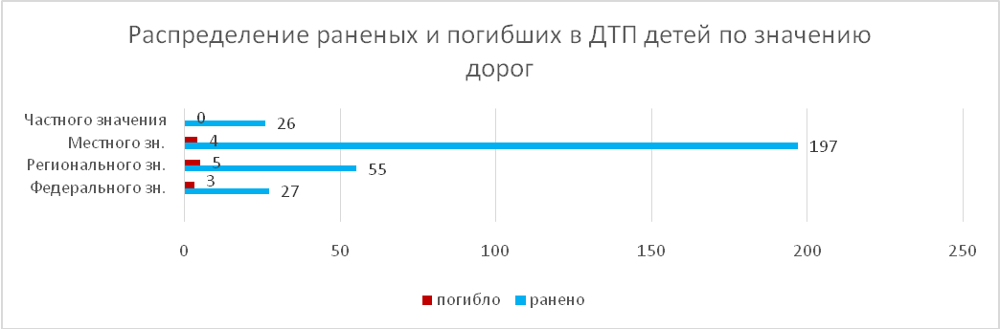 Распределение раненых и погибших в ДТП детей по значению
дорог
Частного значения 0 26
Местного зн. 4 197
Регионального зн. 5 55
Федерального зн. 3 27
0 50 100 150 200 250
погибло ранено